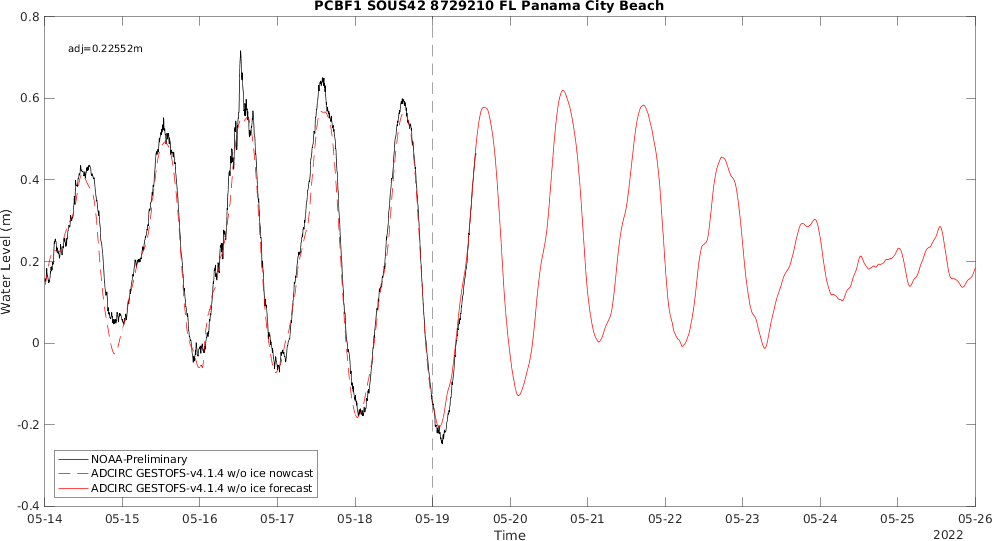 PCBF1 SOUS42 8729210 FL Panama City Beach
adj=0.22552m
0.8
0.6
0.4
0.2
0
-0.2
-0.4
Water Level (m)
NOAA-Preliminary
ADCIRC GESTOFS-v4.1.4 w/o ice nowcast
ADCIRC GESTOFS-v4.1.4 w/o ice forecast
05-14 05-15 05-16 05-17 05-18 05-19 05-20 05-21 05-22 05-23 05-24 05-25 05-26
Time
2022